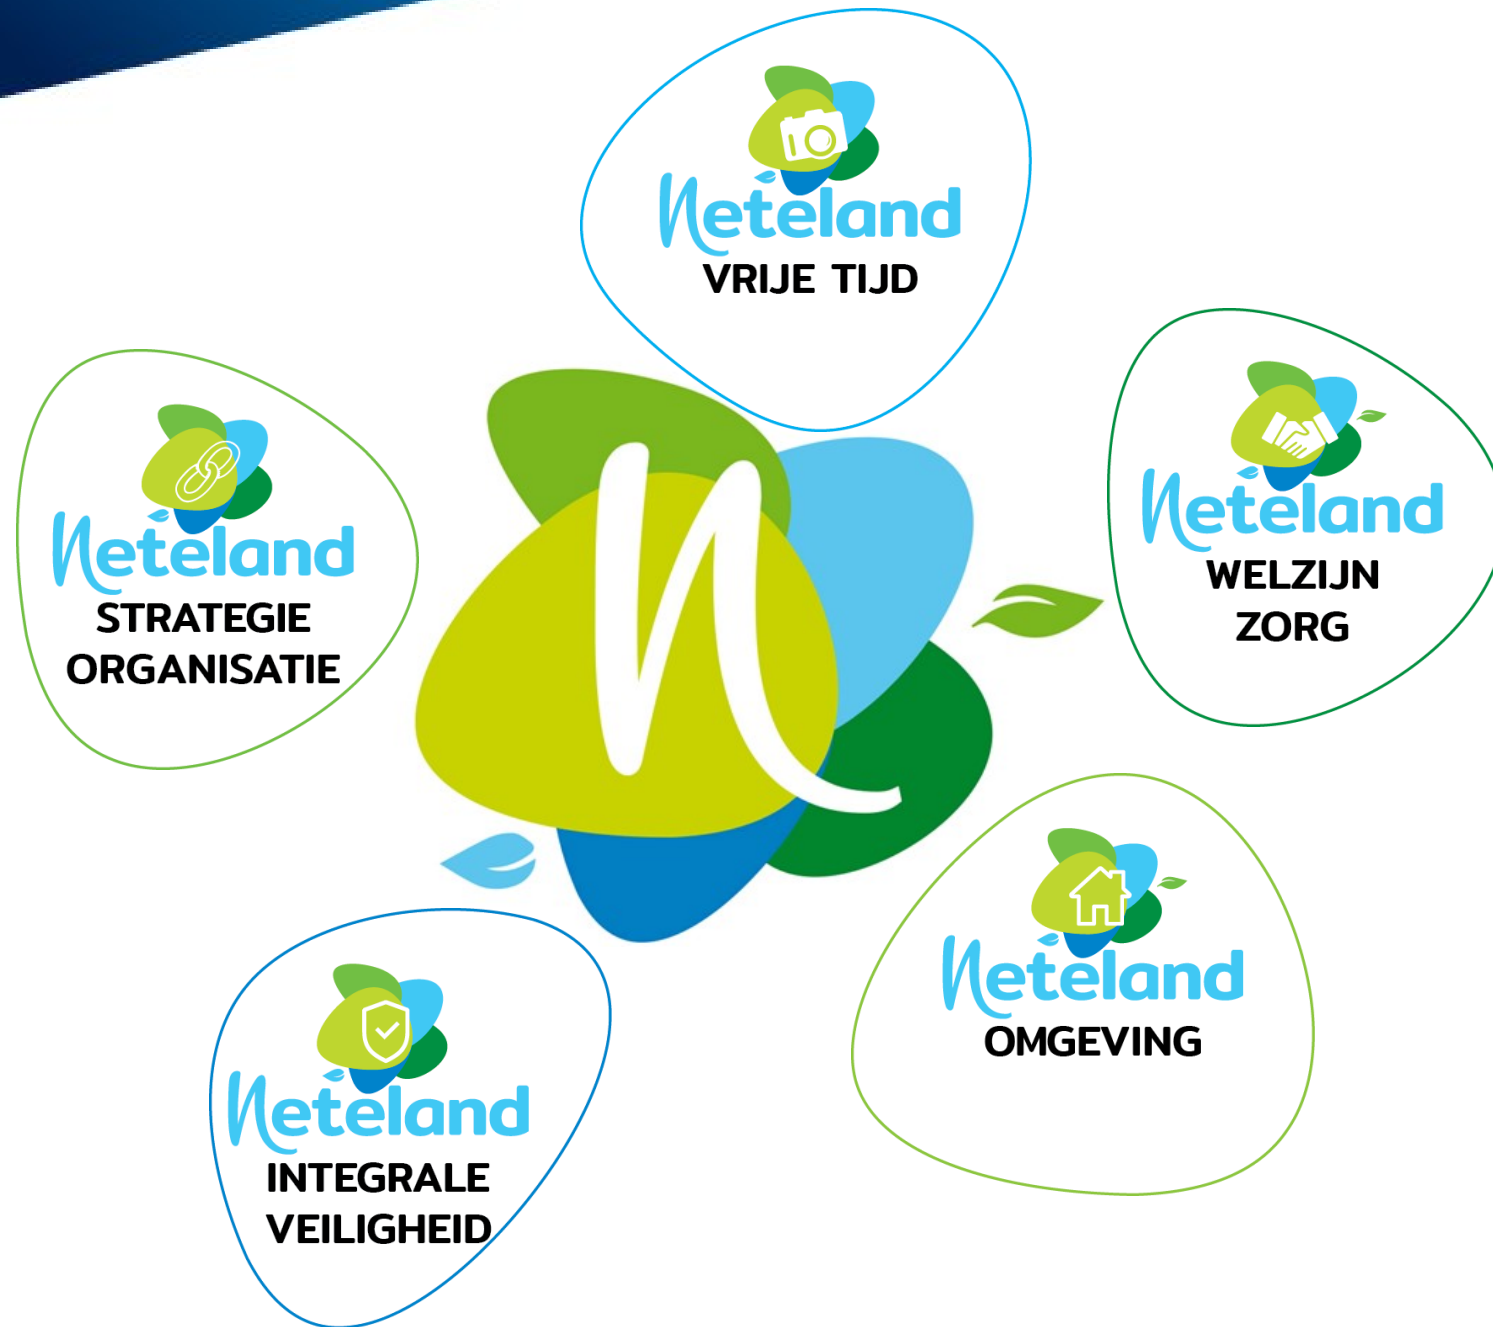 Neteland
VRIJE TIJD
Neteland
STRATEGIE
ORGANISATIE
n
Neteland
WELZIJN
ZORG
Neteland
OMGEVING
Neteland
INTEGRALE
VEILIGHEID